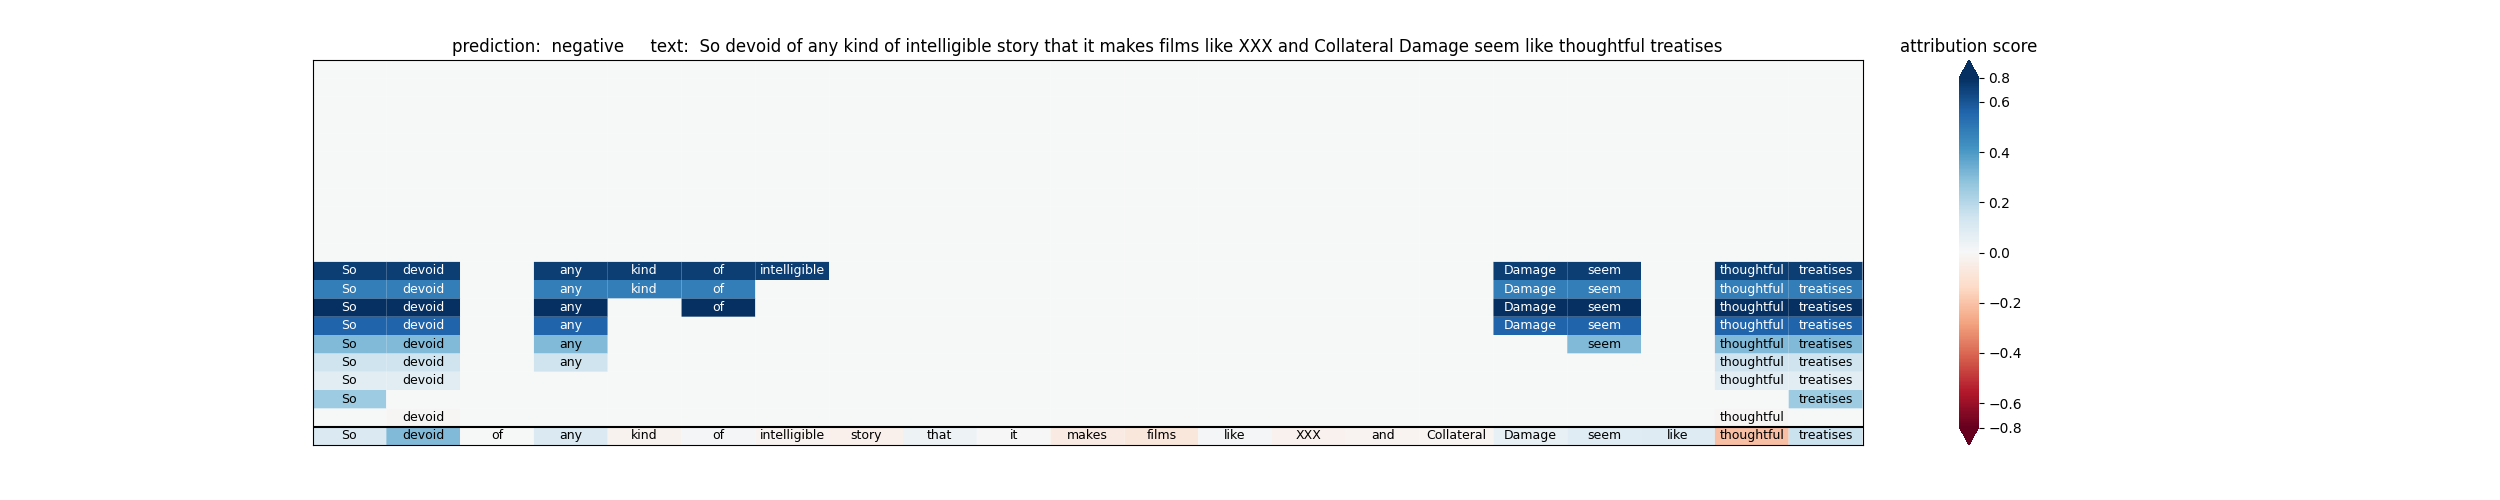 prediction: negative text: So devoid of any kind of intelligible story that it makes films like XXX and Collateral Damage seem like thoughtful treatises
attribution score
0.8
0.6
0.4
0.2
0.0
−0.2
−0.4
−0.6
−0.8
So devoid any kind of intelligible Damage seem thoughtful treatises
So devoid any kind of Damage seem thoughtful treatises
So devoid any of Damage seem thoughtful treatises
So devoid any Damage seem thoughtful treatises
So devoid any seem thoughtful treatises
So devoid any thoughtful treatises
So devoid thoughtful treatises
So treatises
devoid thoughtful
So devoid of any kind of intelligible story that it makes films like XXX and Collateral Damage seem like thoughtful treatises